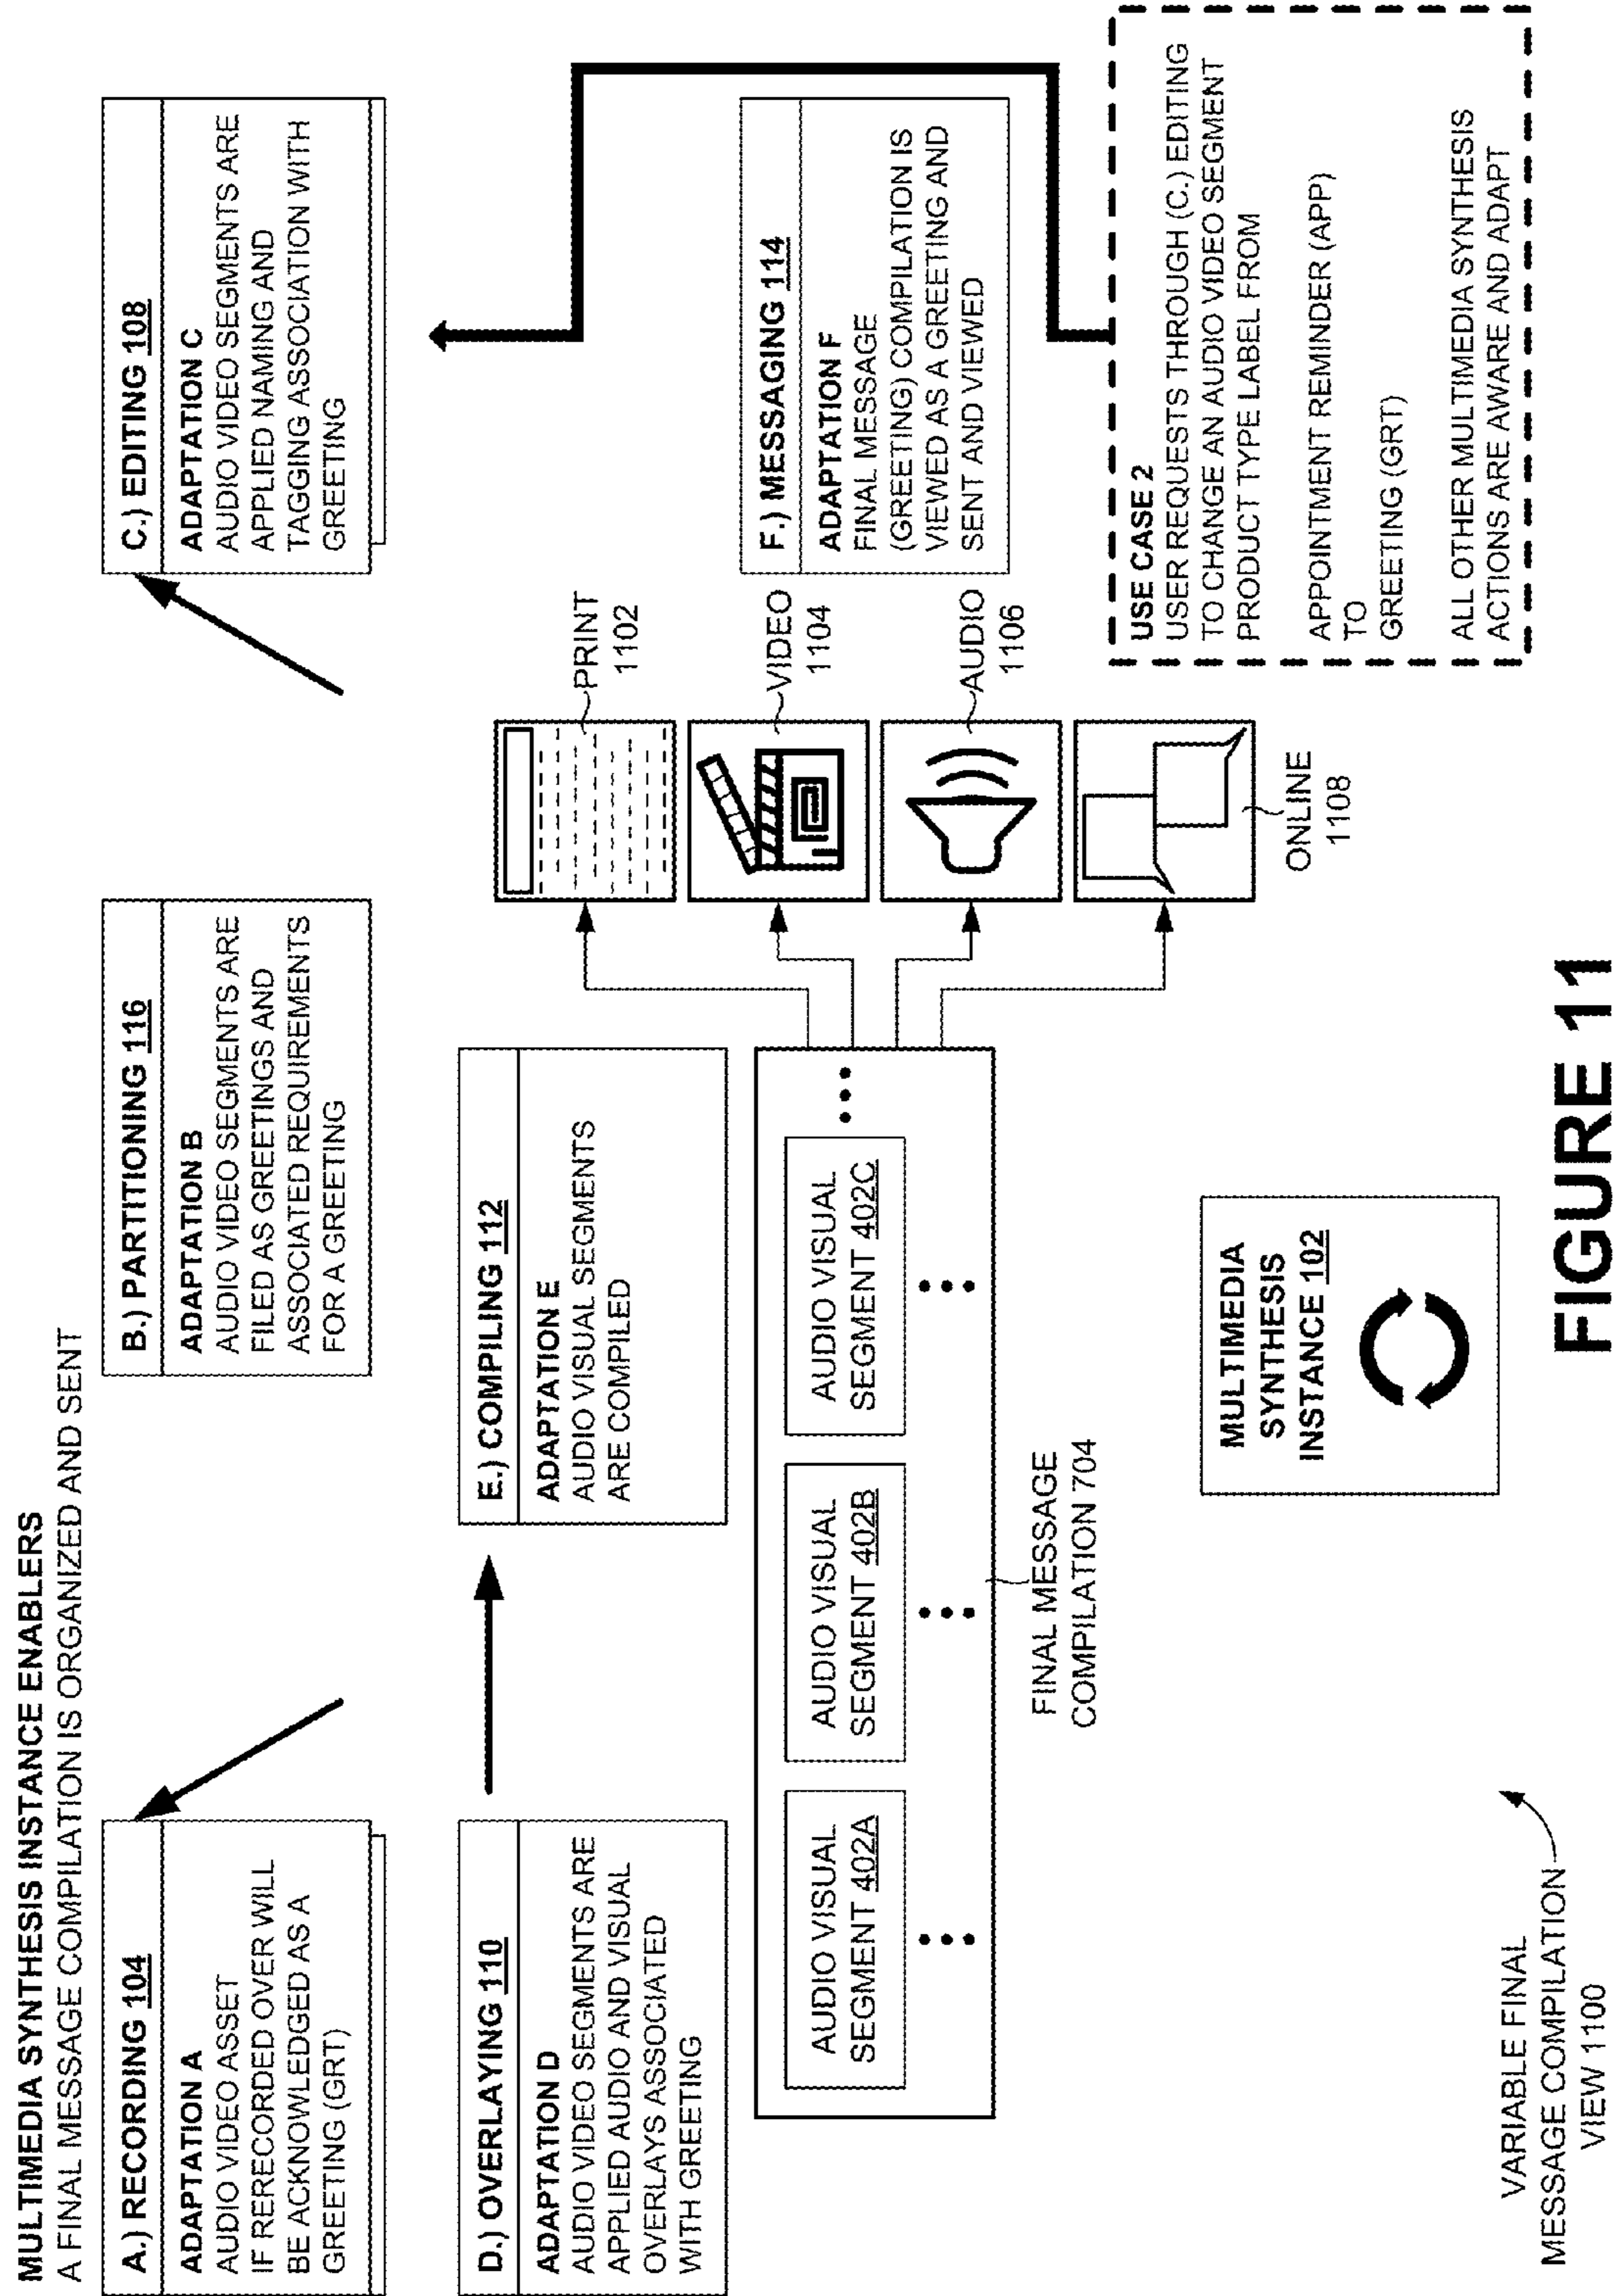 MULTIMEDIA SYNTHESIS INSTANCE ENABLERS
A FINAL MESSAGE COMPILATION IS ORGANIZED AND SENT
A.) RECORDING 104
ADAPTATION A
AUDIO VIDEO ASSET
IF RERECORDED OVER WILL
BE ACKNOWLEDGED AS A
GREETING (GRT)
B.) PARTITIONING 116
ADAPTATION B
AUDIO VIDEO SEGMENTS ARE
FILED AS GREETINGS AND
ASSOCIATED REQUIREMENTS
FOR A GREETING
C.) EDITING 108
ADAPTATION C
AUDIO VIDEO SEGMENTS ARE
APPLIED NAMING AND
TAGGING ASSOCIATION WITH
GREETING
D.) OVERLAYING 110
ADAPTATION D
AUDIO VIDEO SEGMENTS ARE
APPLIED AUDIO AND VISUAL
OVERLAYS ASSOCIATED
WITH GREETING
E.) COMPILING 112
ADAPTATION E
AUDIO VISUAL SEGMENTS
ARE COMPILED
AUDIO VISUAL
SEGMENT 402A
AUDIO VISUAL
SEGMENT 402B
AUDIO VISUAL
SEGMENT 402C
FINAL MESSAGE
COMPILATION 704
PRINT
1102
VIDEO
1104
AUDIO
1106
ONLINE
1108
F.) MESSAGING 114
ADAPTATION F
FINAL MESSAGE
(GREETING) COMPILATION IS
VIEWED AS A GREETING AND
SENT AND VIEWED
USE CASE 2
USER REQUESTS THROUGH (C.) EDITING
TO CHANGE AN AUDIO VIDEO SEGMENT
PRODUCT TYPE LABEL FROM
APPOINTMENT REMINDER (APP)
TO
GREETING (GRT)
ALL OTHER MULTIMEDIA SYNTHESIS
ACTIONS ARE AWARE AND ADAPT
MULTIMEDIA
SYNTHESIS
INSTANCE 102
VARIABLE FINAL
MESSAGE COMPILATION
VIEW 1100
FIGURE 11